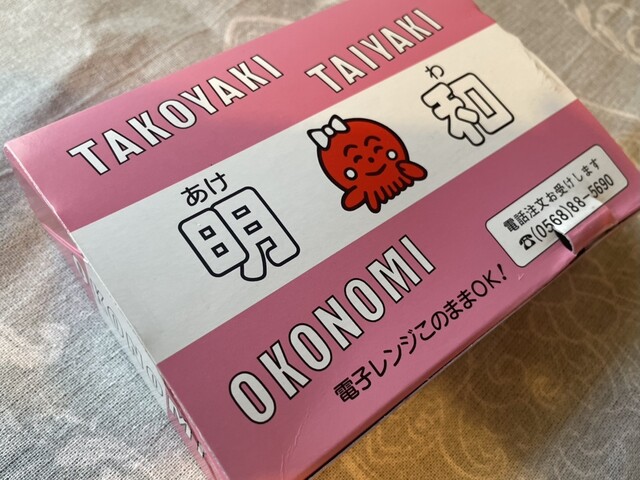 TAKOYAKI TAIYAKI
あけ わ
明 和
OKONOMI
電子レンジこのままOK!
電話注文お受けします
☎(0568)88-5690
OKONOMI